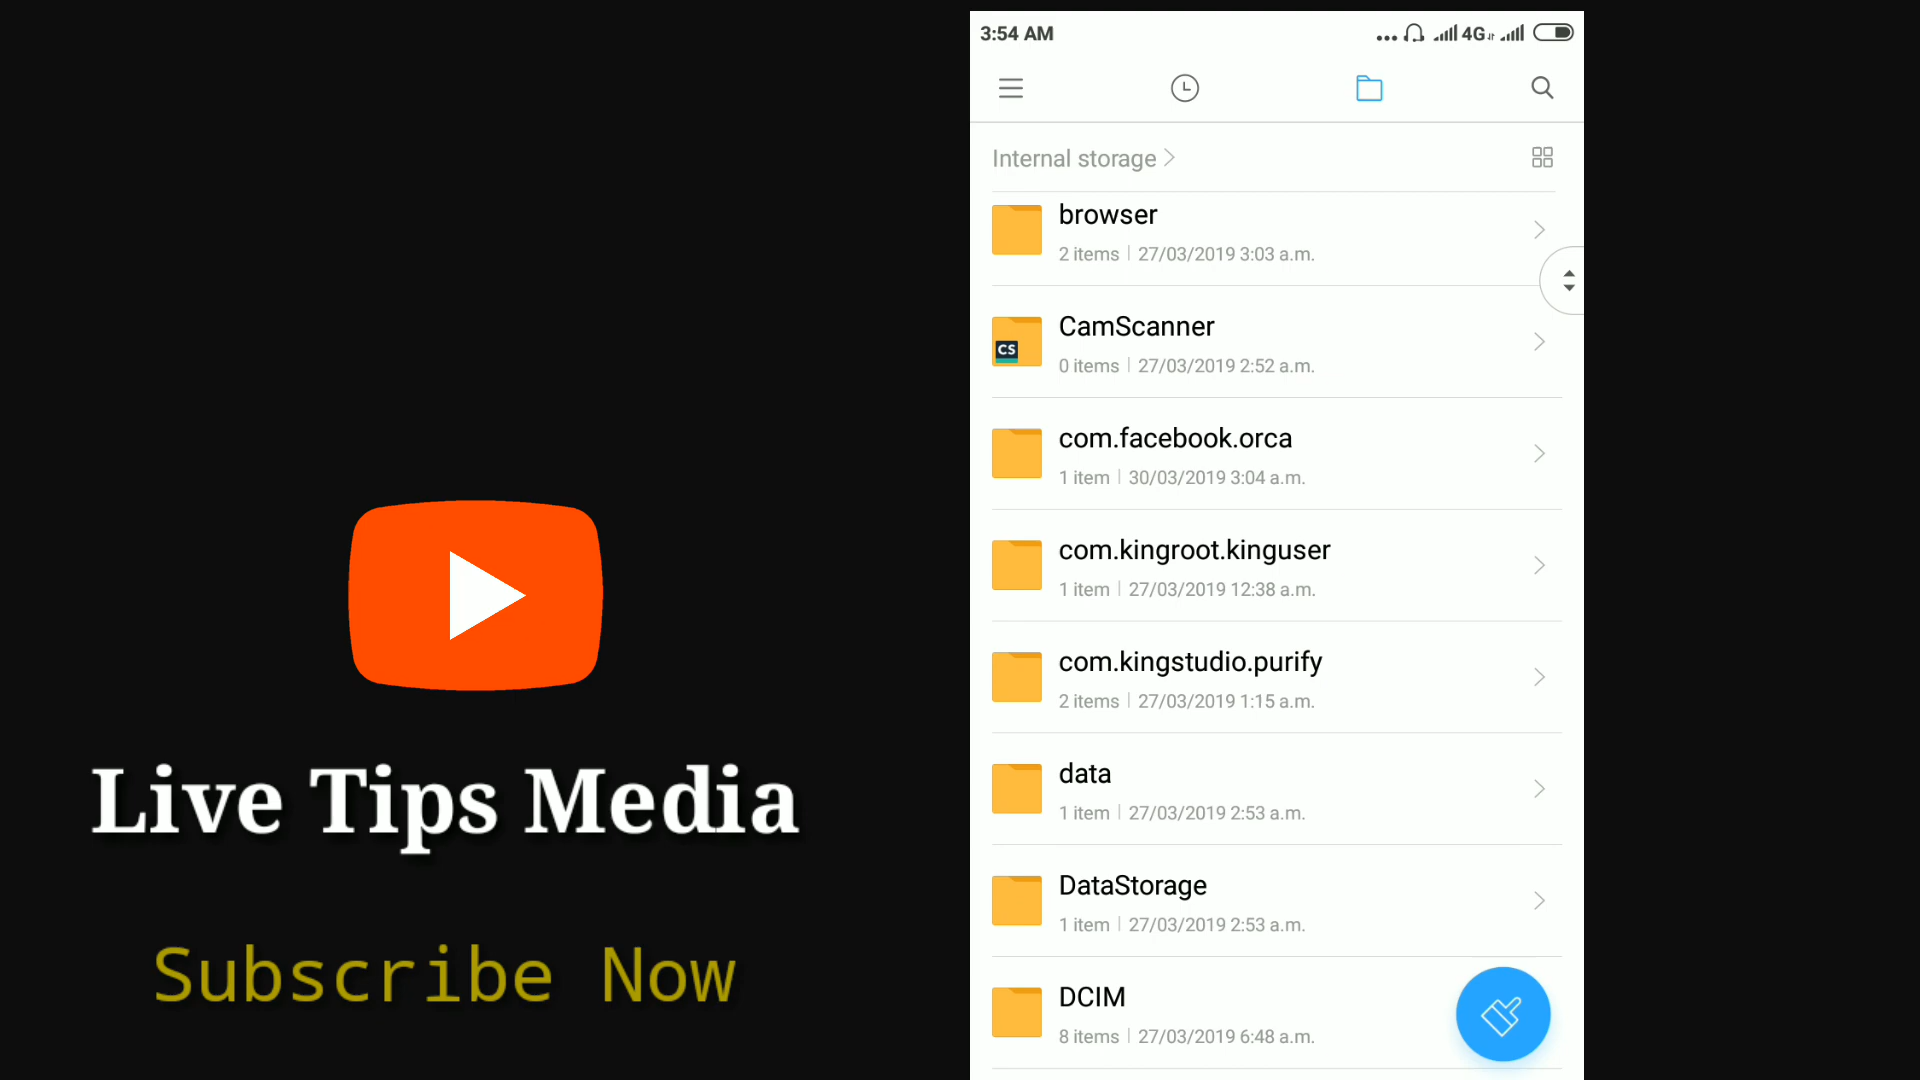 3:54 AM
4G
Internal storage
browser
2 items | 27/03/2019 3:03 a.m.
CamScanner
CS
0 items | 27/03/2019 2:52 a.m.
com.facebook.orca
1 item | 30/03/2019 3:04 a.m.
com.kingroot.kinguser
1 item | 27/03/2019 12:38 a.m.
com.kingstudio.purify
2 items | 27/03/2019 1:15 a.m.
data
1 item | 27/03/2019 2:53 a.m.
DataStorage
1 item | 27/03/2019 2:53 a.m.
DCIM
8 items | 27/03/2019 6:48 a.m.
Live Tips Media
Subscribe Now